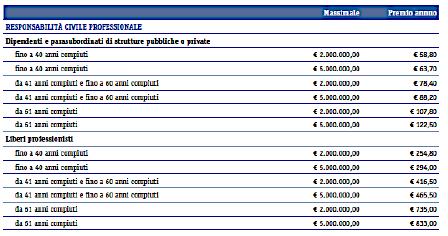 Massimale Premio annuo
RESPONSABILITÀ CIVILE PROFESSIONALE
Dipendenti e parasubordinati di strutture pubbliche o private
fino a 40 anni compiuti € 2.000.000,00 € 58,80
fino a 40 anni compiuti € 5.000.000,00 € 63,70
da 41 anni compiuti e fino a 60 anni compiuti € 2.000.000,00 € 78,40
da 41 anni compiuti e fino a 60 anni compiuti € 5.000.000,00 € 88,20
da 61 anni compiuti € 2.000.000,00 € 107,80
da 61 anni compiuti € 5.000.000,00 € 122,50
Liberi professionisti
fino a 40 anni compiuti € 2.000.000,00 € 254,80
fino a 40 anni compiuti € 5.000.000,00 € 294,00
da 41 anni compiuti e fino a 60 anni compiuti € 2.000.000,00 € 416,50
da 41 anni compiuti e fino a 60 anni compiuti € 5.000.000,00 € 465,50
da 61 anni compiuti € 2.000.000,00 € 735,00
da 61 anni compiuti € 5.000.000,00 € 833,00